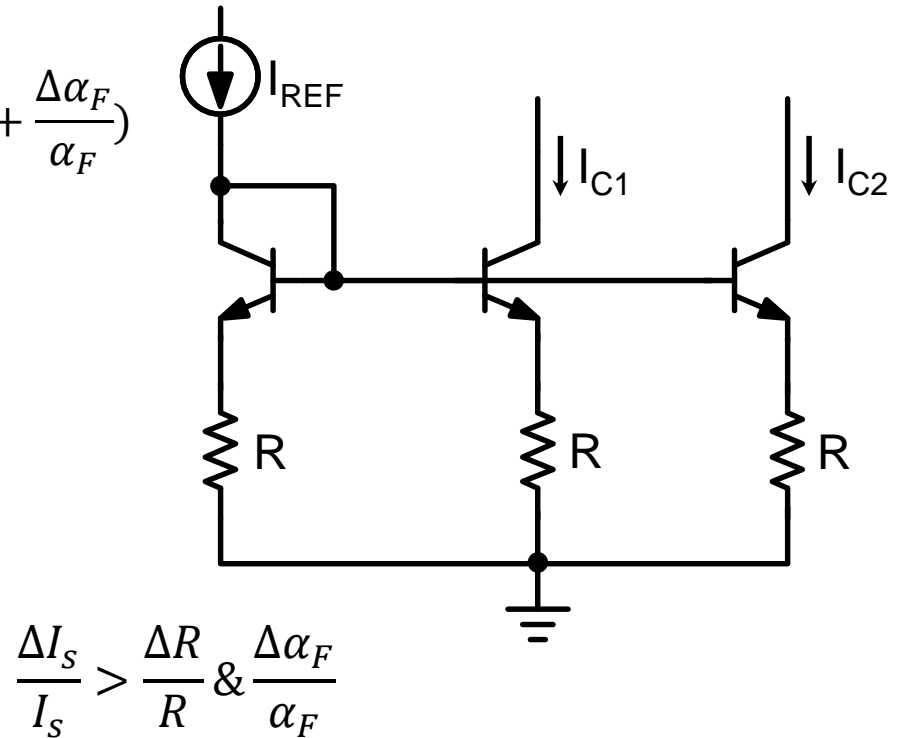 I_REF
+ Δα_F/α_F)
I_C1
I_C2
R
R
R
ΔI_s/I_s > ΔR/R & Δα_F/α_F